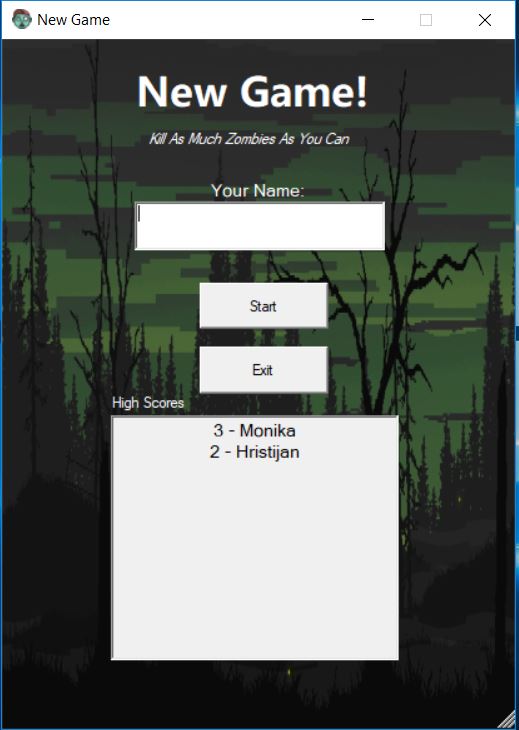 New Game
New Game!
Kill As Much Zombies As You Can
Your Name:
Start
Exit
High Scores
3 - Monika
2 - Hristijan